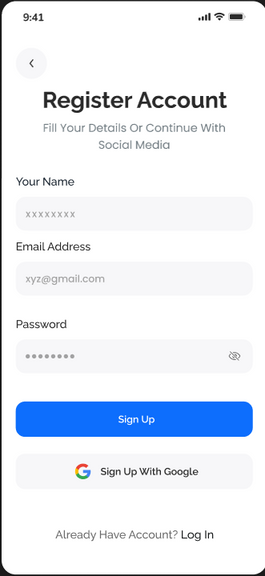 9:41
Register Account
Fill Your Details Or Continue With
Social Media
Your Name
xxxxxxxx
Email Address
xyz@gmail.com
Password
••••••••
Sign Up
Sign Up With Google
Already Have Account? Log In